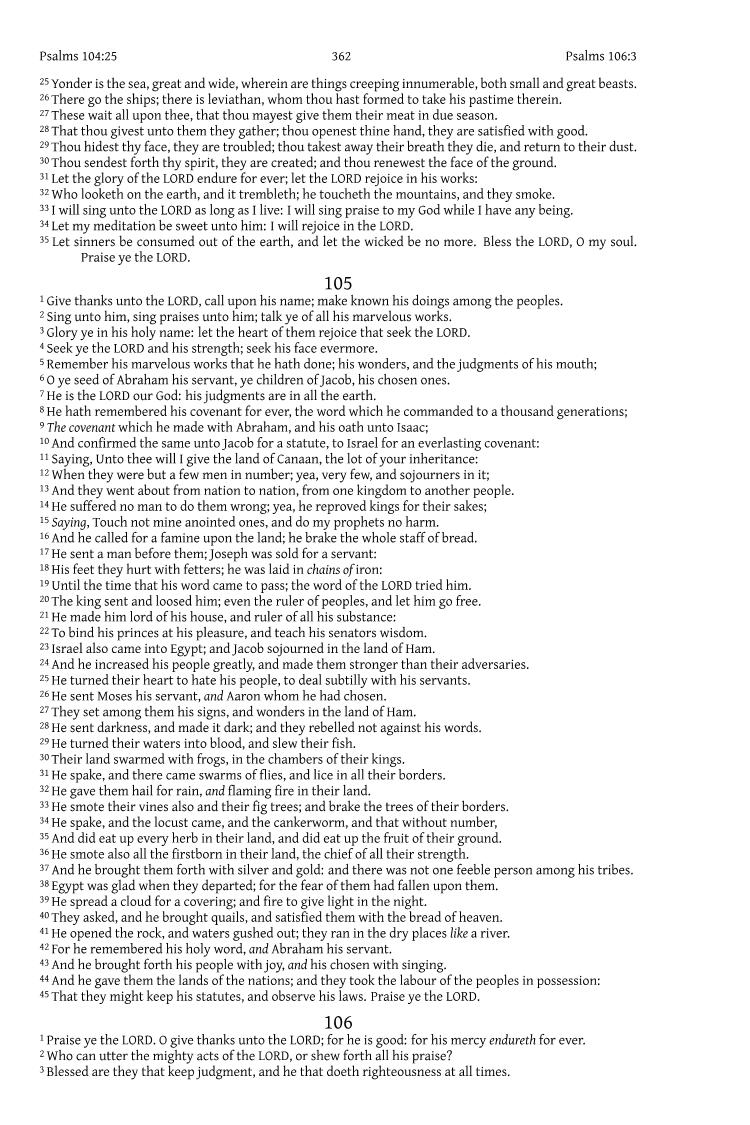 Psalms 104:25 362 Psalms 106:3
25 Yonder is the sea, great and wide, wherein are things creeping innumerable, both small and great beasts.
26 There go the ships; there is leviathan, whom thou hast formed to take his pastime therein.
27 These wait all upon thee, that thou mayest give them their meat in due season.
28 That thou givest unto them they gather; thou openest thine hand, they are satisfied with good.
29 Thou hidest thy face, they are troubled; thou takest away their breath they die, and return to their dust.
30 Thou sendest forth thy spirit, they are created; and thou renewest the face of the ground.
31 Let the glory of the LORD endure for ever; let the LORD rejoice in his works:
32 Who looketh on the earth, and it trembleth; he toucheth the mountains, and they smoke.
33 I will sing unto the LORD as long as I live: I will sing praise to my God while I have any being.
34 Let my meditation be sweet unto him: I will rejoice in the LORD.
35 Let sinners be consumed out of the earth, and let the wicked be no more. Bless the LORD, O my soul.
Praise ye the LORD.
105
1 Give thanks unto the LORD, call upon his name; make known his doings among the peoples.
2 Sing unto him, sing praises unto him; talk ye of all his marvelous works.
3 Glory ye in his holy name: let the heart of them rejoice that seek the LORD.
4 Seek ye the LORD and his strength; seek his face evermore.
5 Remember his marvelous works that he hath done; his wonders, and the judgments of his mouth;
6 O ye seed of Abraham his servant, ye children of Jacob, his chosen ones.
7 He is the LORD our God: his judgments are in all the earth.
8 He hath remembered his covenant for ever, the word which he commanded to a thousand generations;
9 The covenant which he made with Abraham, and his oath unto Isaac;
10 And confirmed the same unto Jacob for a statute, to Israel for an everlasting covenant:
11 Saying, Unto thee will I give the land of Canaan, the lot of your inheritance:
12 When they were but a few men in number; yea, very few, and sojourners in it;
13 And they went about from nation to nation, from one kingdom to another people.
14 He suffered no man to do them wrong; yea, he reproved kings for their sakes;
15 Saying, Touch not mine anointed ones, and do my prophets no harm.
16 And he called for a famine upon the land; he brake the whole staff of bread.
17 He sent a man before them; Joseph was sold for a servant:
18 His feet they hurt with fetters; he was laid in chains of iron:
19 Until the time that his word came to pass; the word of the LORD tried him.
20 The king sent and loosed him; even the ruler of peoples, and let him go free.
21 He made him lord of his house, and ruler of all his substance:
22 To bind his princes at his pleasure, and teach his senators wisdom.
23 Israel also came into Egypt; and Jacob sojourned in the land of Ham.
24 And he increased his people greatly, and made them stronger than their adversaries.
25 He turned their heart to hate his people, to deal subtilly with his servants.
26 He sent Moses his servant, and Aaron whom he had chosen.
27 They set among them his signs, and wonders in the land of Ham.
28 He sent darkness, and made it dark; and they rebelled not against his words.
29 He turned their waters into blood, and slew their fish.
30 Their land swarmed with frogs, in the chambers of their kings.
31 He spake, and there came swarms of flies, and lice in all their borders.
32 He gave them hail for rain, and flaming fire in their land.
33 He smote their vines also and their fig trees; and brake the trees of their borders.
34 He spake, and the locust came, and the cankerworm, and that without number,
35 And did eat up every herb in their land, and did eat up the fruit of their ground.
36 He smote also all the firstborn in their land, the chief of all their strength.
37 And he brought them forth with silver and gold: and there was not one feeble person among his tribes.
38 Egypt was glad when they departed; for the fear of them had fallen upon them.
39 He spread a cloud for a covering; and fire to give light in the night.
40 They asked, and he brought quails, and satisfied them with the bread of heaven.
41 He opened the rock, and waters gushed out; they ran in the dry places like a river.
42 For he remembered his holy word, and Abraham his servant.
43 And he brought forth his people with joy, and his chosen with singing.
44 And he gave them the lands of the nations; and they took the labour of the peoples in possession:
45 That they might keep his statutes, and observe his laws. Praise ye the LORD.
106
1 Praise ye the LORD. O give thanks unto the LORD; for he is good: for his mercy endureth for ever.
2 Who can utter the mighty acts of the LORD, or shew forth all his praise?
3 Blessed are they that keep judgment, and he that doeth righteousness at all times.